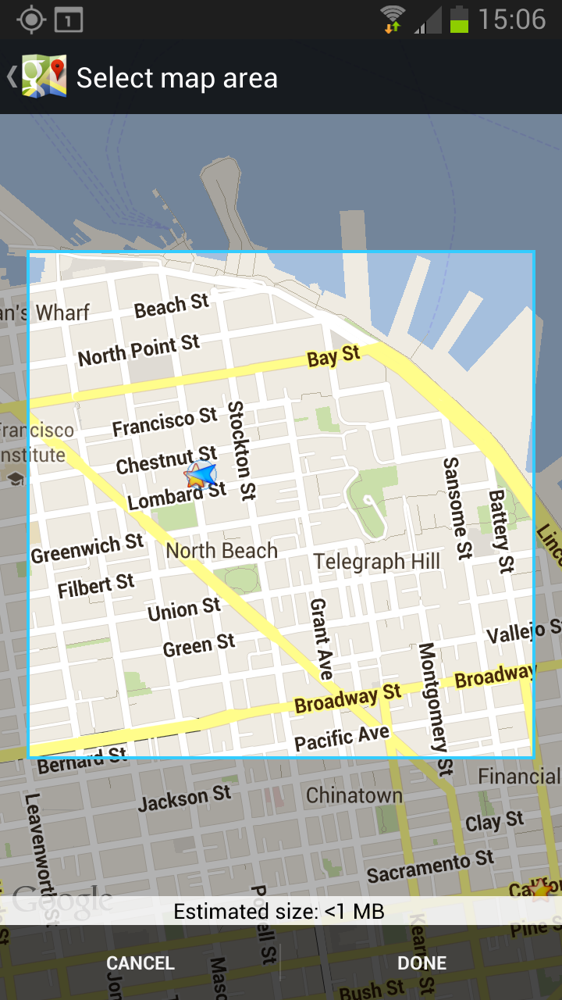 1
15:06
Select map area
an's Wharf
Beach St
North Point St
Bay St
Francisco St
Stockton St
Francisco
nstitute
Chestnut St
Lombard St
Sansome St
Battery St
Greenwich St
North Beach
Telegraph Hill
Linco
Filbert St
Union St
Grant Ave
Vallejo S
Green St
Montgomery St
Broadway
Broadway St
Pacific Ave
Bernard St
Financial
Jackson St
Chinatown
Leavenworth St
Clay St
Sacramento St
Google
Powell St
Califor
Estimated size: <1 MB
Kearny St
Pine S
CANCEL
DONE
Jon
Maso
Bush St